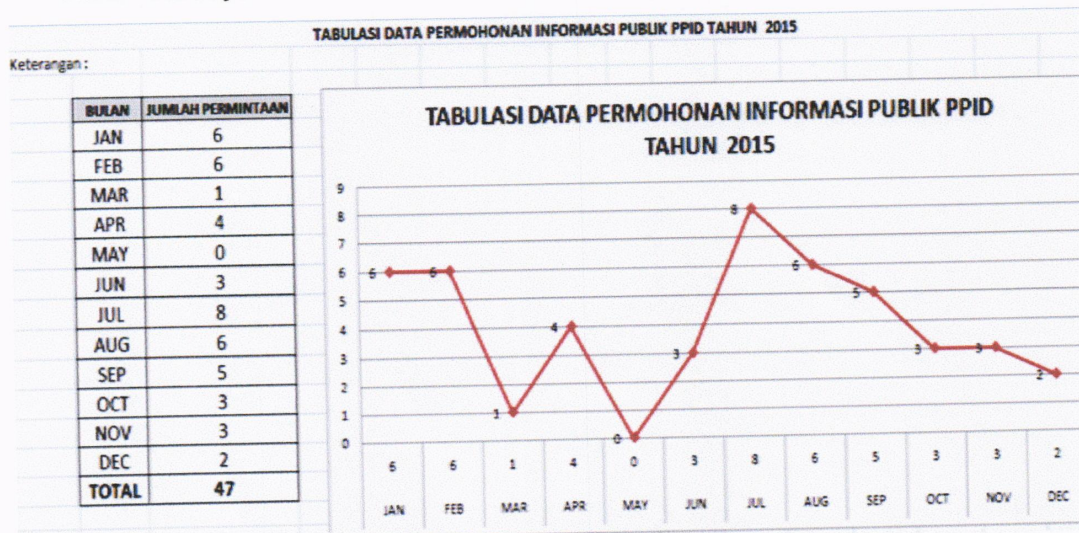 TABULASI DATA PERMOHONAN INFORMASI PUBLIK PPID TAHUN 2015
Keterangan :
BULAN JUMLAH PERMINTAAN
JAN 6
FEB 6
MAR 1
APR 4
MAY 0
JUN 3
JUL 8
AUG 6
SEP 5
OCT 3
NOV 3
DEC 2
TOTAL 47
TABULASI DATA PERMOHONAN INFORMASI PUBLIK PPID
TAHUN 2015
9
8
7
6
5
4
3
2
1
0
6 6 1 4 0 3 8 6 5 3 3 2
6 6 1 4 0 3 8 6 5 3 3 2
JAN FEB MAR APR MAY JUN JUL AUG SEP OCT NOV DEC